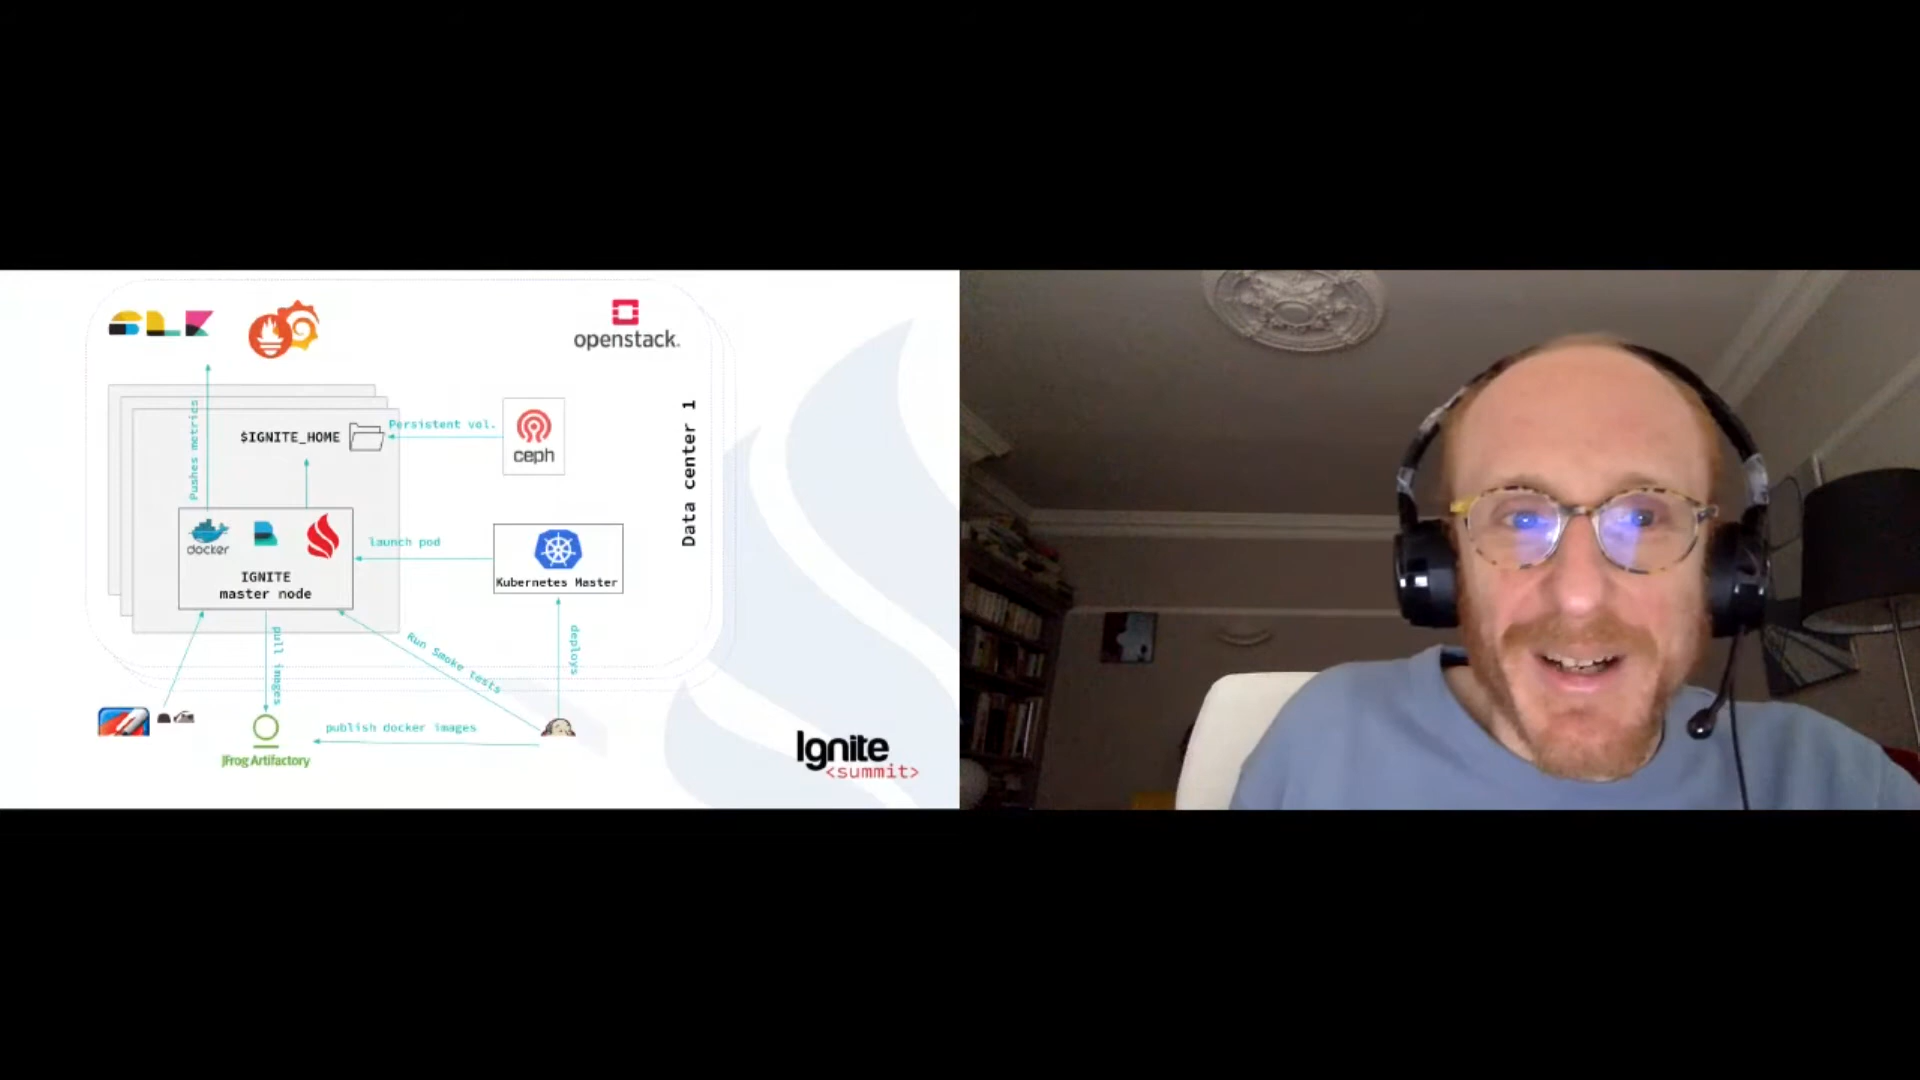 openstack.
Pushes metrics
$IGNITE_HOME
Persistent vol.
ceph
Data center 1
docker
IGNITE
master node
launch pod
Kubernetes Master
pull images
Run Smoke tests
deploys
publish docker images
JFrog Artifactory
Ignite
<summit>